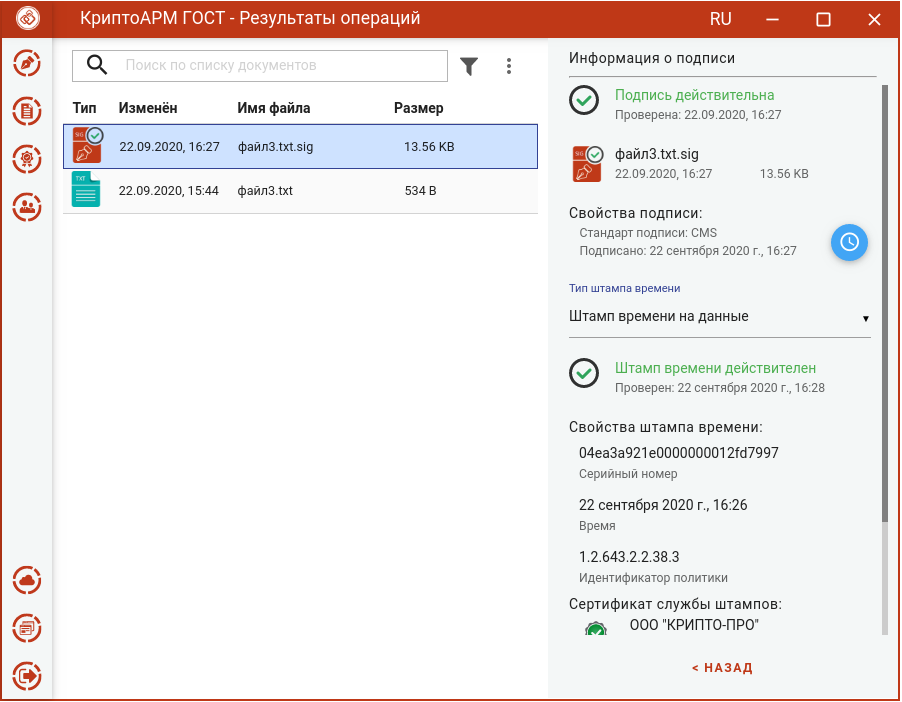 КриптоАРМ ГОСТ - Результаты операций
RU
Поиск по списку документов
Тип Изменён Имя файла Размер
SIG 22.09.2020, 16:27 файл3.txt.sig 13.56 KB
TXT 22.09.2020, 15:44 файл3.txt 534 B
Информация о подписи
Подпись действительна
Проверена: 22.09.2020, 16:27
SIG файл3.txt.sig
22.09.2020, 16:27 13.56 KB
Свойства подписи:
Стандарт подписи: CMS
Подписано: 22 сентября 2020 г., 16:27
Тип штампа времени
Штамп времени на данные
Штамп времени действителен
Проверен: 22 сентября 2020 г., 16:28
Свойства штампа времени:
04ea3a921e0000000012fd7997
Серийный номер
22 сентября 2020 г., 16:26
Время
1.2.643.2.2.38.3
Идентификатор политики
Сертификат службы штампов:
ООО "КРИПТО-ПРО"
< НАЗАД